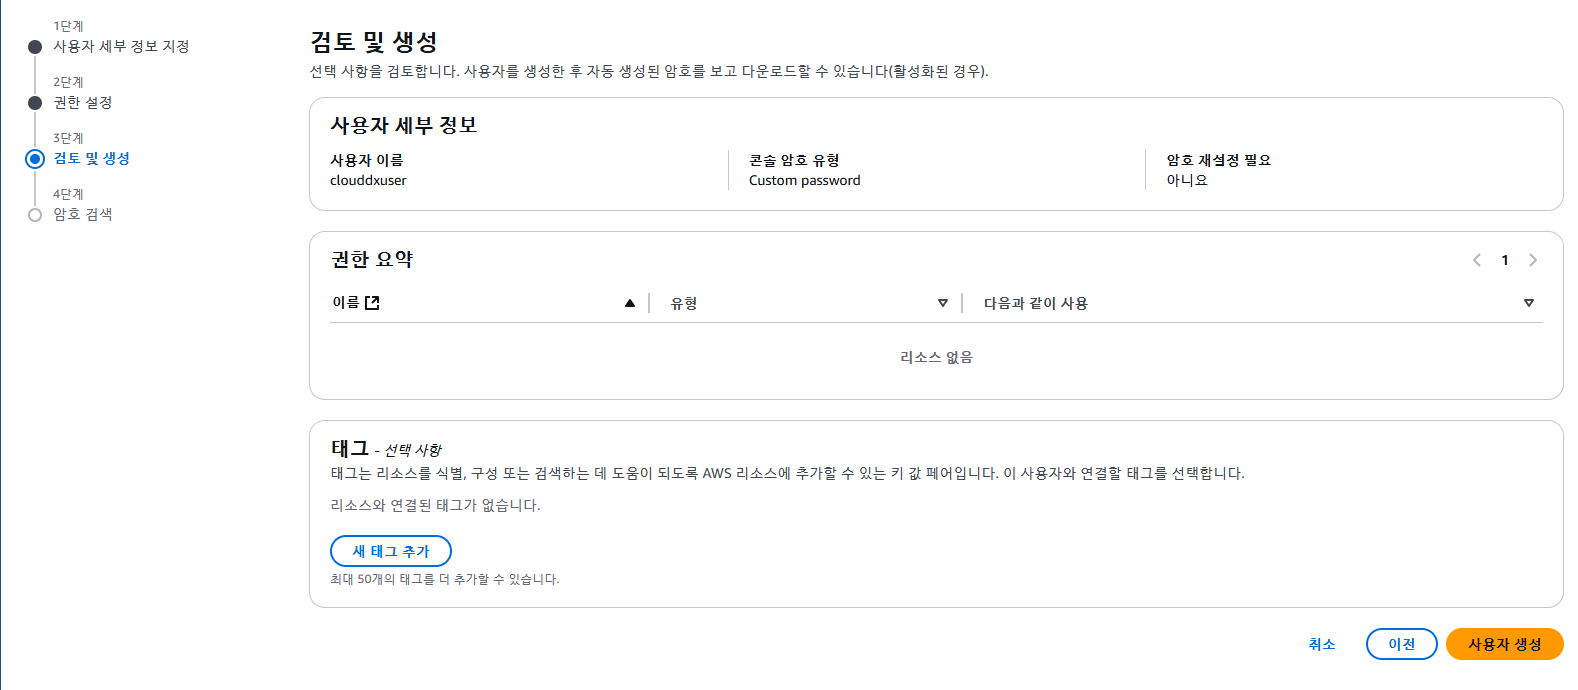 1단계
사용자 세부 정보 지정
2단계
권한 설정
3단계
검토 및 생성
4단계
암호 검색
검토 및 생성
선택 사항을 검토합니다. 사용자를 생성한 후 자동 생성된 암호를 보고 다운로드할 수 있습니다(활성화된 경우).
사용자 세부 정보
사용자 이름
clouddxuser
콘솔 암호 유형
Custom password
암호 재설정 필요
아니요
권한 요약
1
이름 유형 다음과 같이 사용
리소스 없음
태그 - 선택 사항
태그는 리소스를 식별, 구성 또는 검색하는 데 도움이 되도록 AWS 리소스에 추가할 수 있는 키 값 페어입니다. 이 사용자와 연결할 태그를 선택합니다.
리소스와 연결된 태그가 없습니다.
새 태그 추가
최대 50개의 태그를 더 추가할 수 있습니다.
취소 이전 사용자 생성